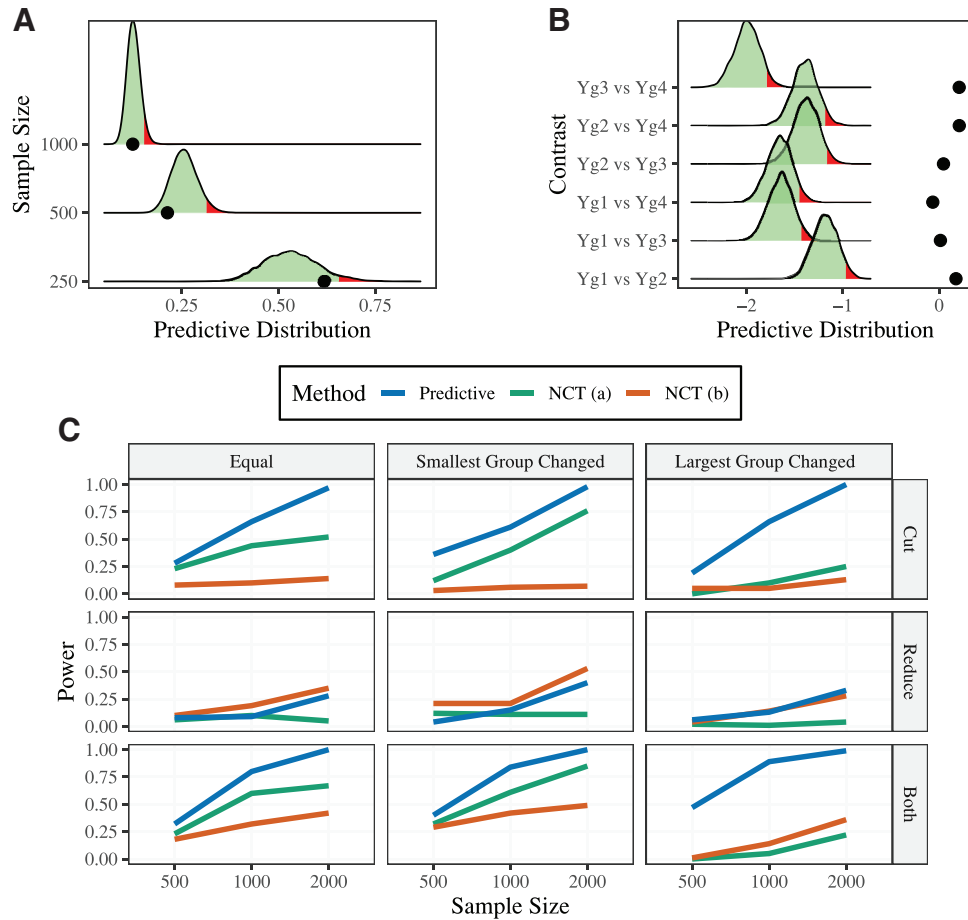 A
Sample Size
1000
500
250
0.25 0.50 0.75
Predictive Distribution
B
Contrast
Yg3 vs Yg4
Yg2 vs Yg4
Yg2 vs Yg3
Yg1 vs Yg4
Yg1 vs Yg3
Yg1 vs Yg2
−2 −1 0
Predictive Distribution
Method Predictive NCT (a) NCT (b)
C
Equal Smallest Group Changed Largest Group Changed
Power
1.00
0.75
0.50
0.25
0.00
Cut
1.00
0.75
0.50
0.25
0.00
Reduce
1.00
0.75
0.50
0.25
0.00
Both
500 1000 2000 500 1000 2000 500 1000 2000
Sample Size